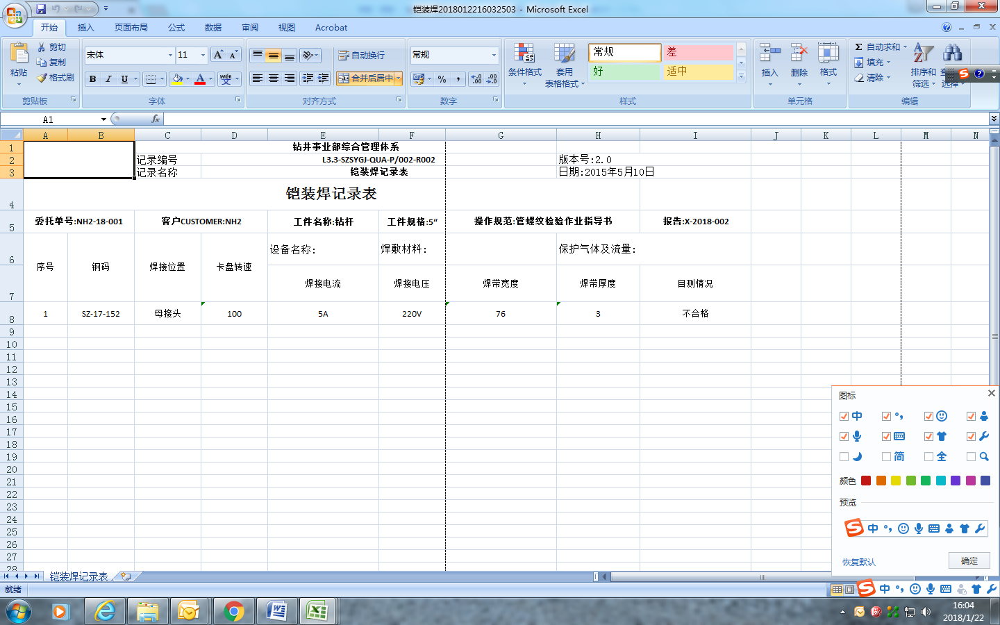 铠装焊2018012216032503 - Microsoft Excel
开始 插入 页面布局 公式 数据 审阅 视图 Acrobat
粘贴 剪切 复制 格式刷 剪贴板
宋体 11 A A B I U A wén 变 字体
自动换行 合并后居中 对齐方式
常规 % , 数字
条件格式 套用 表格格式 常规 差 好 适中 样式
插入 删除 格式 单元格
Σ 自动求和 填充 清除 排序和 筛选 选择 编辑
A1 fx
A B C D E F G H I J K L M N
1 钻井事业部综合管理体系
2 记录编号 L3.3-SZSYGJ-QUA-P/002-R002 版本号:2.0
3 记录名称 铠装焊记录表 日期:2015年5月10日
4 铠装焊记录表
5 委托单号:NH2-18-001 客户CUSTOMER:NH2 工件名称:钻杆 工件规格:5“ 操作规范:管螺纹检验作业指导书 报告:X-2018-002
6 序号 钢码 焊接位置 卡盘转速 设备名称: 焊敷材料: 保护气体及流量:
7 焊接电流 焊接电压 焊带宽度 焊带厚度 目测情况
8 1 SZ-17-152 母接头 100 5A 220V 76 3 不合格
9
10
11
12
13
14
15
16
17
18
19
20
21
22
23
24
25
26
27
28
图标
中 °,
简 全
颜色
预览
S 中 °,
恢复默认 确定
铠装焊记录表
就绪
S 中 °,
16:04
2018/1/22